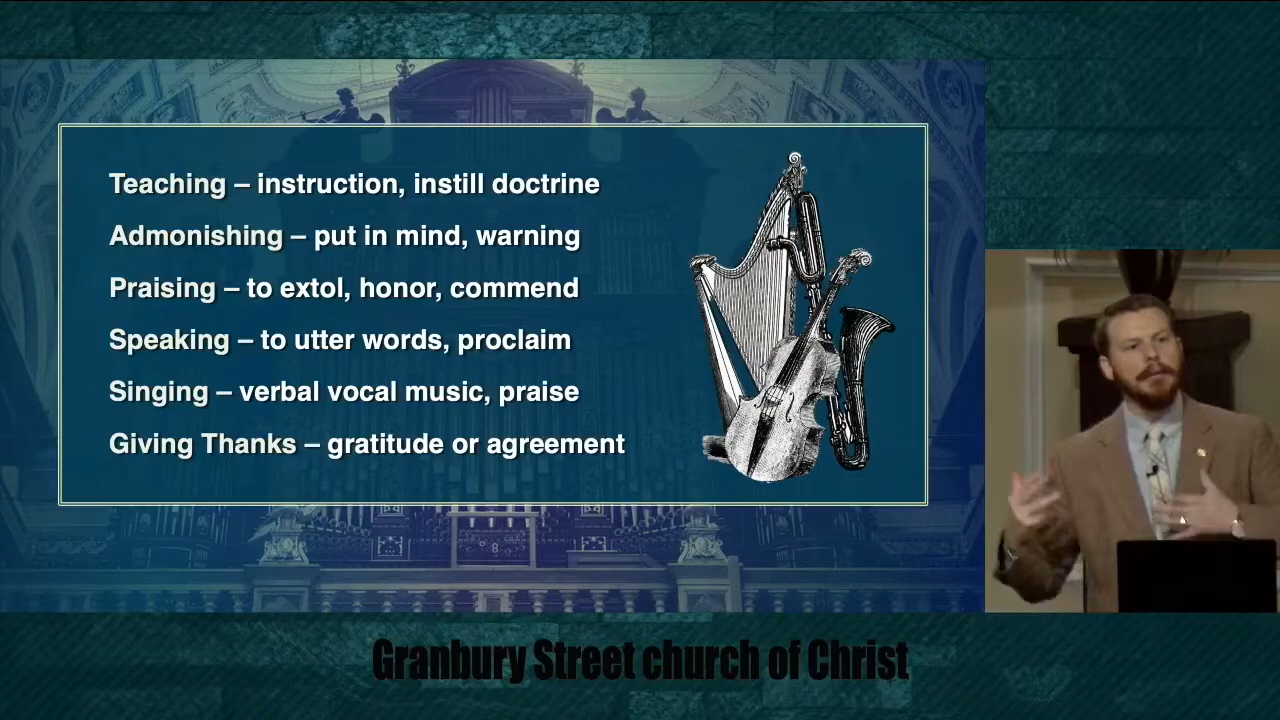 Teaching – instruction, instill doctrine
Admonishing – put in mind, warning
Praising – to extol, honor, commend
Speaking – to utter words, proclaim
Singing – verbal vocal music, praise
Giving Thanks – gratitude or agreement
Granbury Street church of Christ